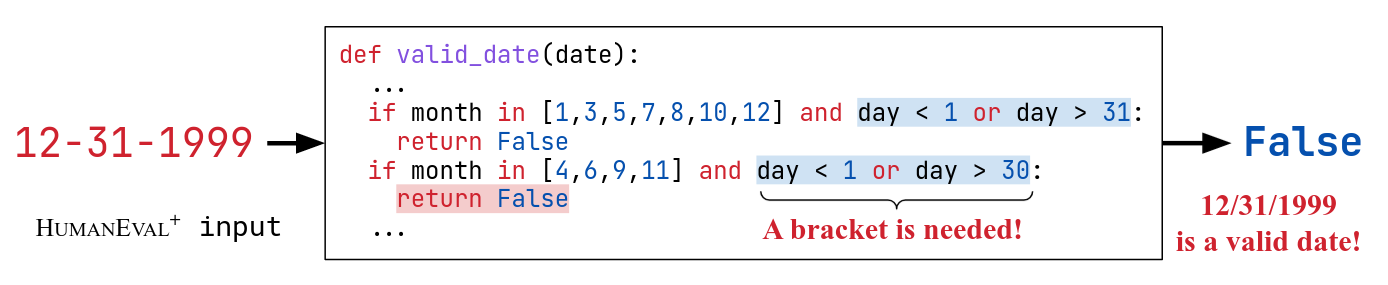 def valid_date(date):
...
if month in [1,3,5,7,8,10,12] and day < 1 or day > 31:
return False
if month in [4,6,9,11] and day < 1 or day > 30:
return False
...
A bracket is needed!
12-31-1999
HUMANEVAL+ input
False
12/31/1999
is a valid date!